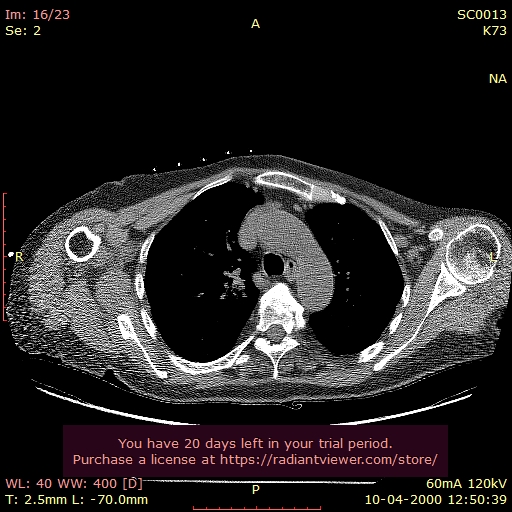 Im: 16/23
Se: 2
A
SC0013
K73
NA
R
L
You have 20 days left in your trial period.
Purchase a license at https://radiantviewer.com/store/
WL: 40 WW: 400 [D]
T: 2.5mm L: -70.0mm
P
60mA 120kV
10-04-2000 12:50:39